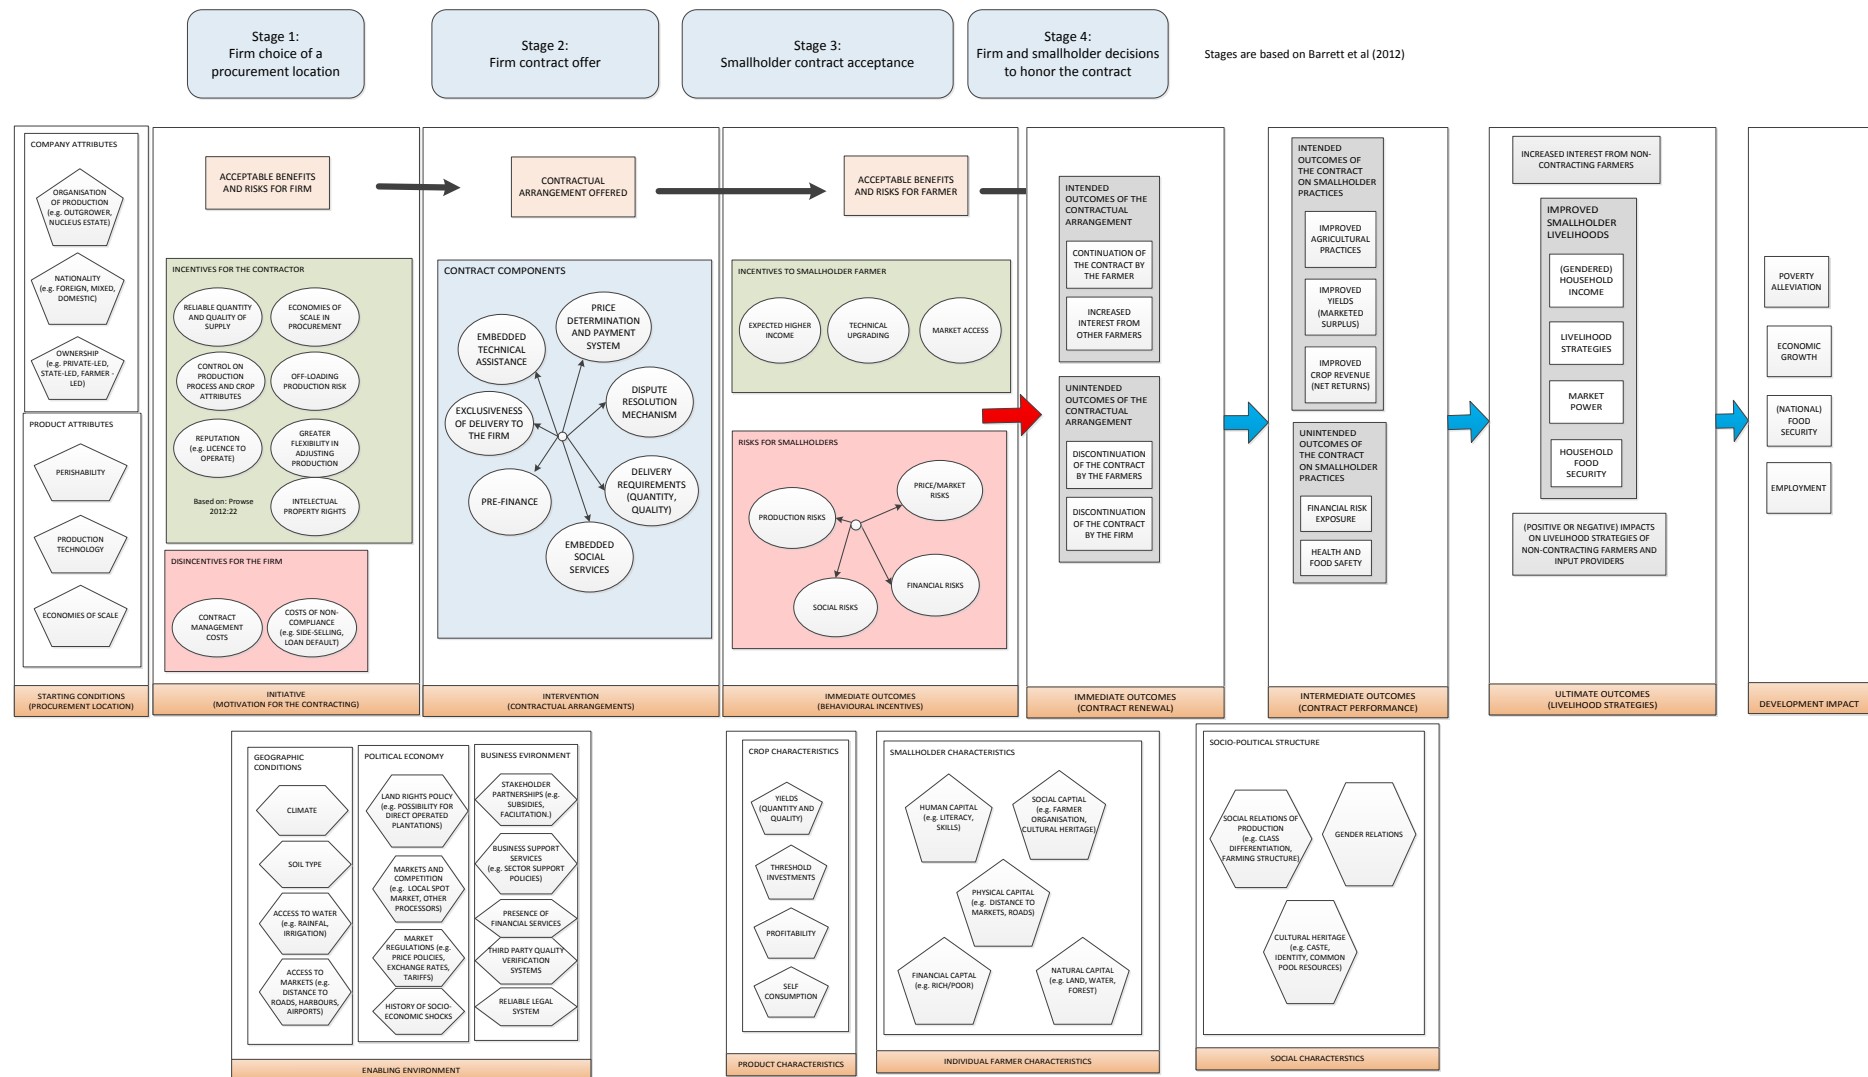 Stage 1:
Firm choice of a
procurement location
Stage 2:
Firm contract offer
Stage 3:
Smallholder contract acceptance
Stage 4:
Firm and smallholder decisions
to honor the contract
Stages are based on Barrett et al (2012)
COMPANY ATTRIBUTES
ORGANISATION
OF PRODUCTION
(e.g. OUTGROWER,
NUCLEUS ESTATE)
NATIONALITY
(e.g. FOREIGN, MIXED,
DOMESTIC)
OWNERSHIP
(e.g. PRIVATE-LED,
STATE-LED, FARMER -
LED)
PRODUCT ATTRIBUTES
PERISHABILITY
PRODUCTION
TECHNOLOGY
ECONOMIES OF SCALE
STARTING CONDITIONS
(PROCUREMENT LOCATION)
ACCEPTABLE BENEFITS
AND RISKS FOR FIRM
INCENTIVES FOR THE CONTRACTOR
RELIABLE QUANTITY
AND QUALITY OF
SUPPLY
ECONOMIES OF
SCALE IN
PROCUREMENT
CONTROL ON
PRODUCTION
PROCESS AND CROP
ATTRIBUTES
OFF-LOADING
PRODUCTION RISK
REPUTATION
(e.g. LICENCE TO
OPERATE)
GREATER
FLEXIBILITY IN
ADJUSTING
PRODUCTION
Based on: Prowse
2012:22
INTELECTUAL
PROPERTY RIGHTS
DISINCENTIVES FOR THE FIRM
CONTRACT
MANAGEMENT
COSTS
COSTS OF NON-
COMPLIANCE
(e.g. SIDE-SELLING,
LOAN DEFAULT)
INITIATIVE
(MOTIVATION FOR THE CONTRACTING)
CONTRACTUAL
ARRANGEMENT OFFERED
CONTRACT COMPONENTS
PRICE
DETERMINATION
AND PAYMENT
SYSTEM
EMBEDDED
TECHNICAL
ASSISTANCE
DISPUTE
RESOLUTION
MECHANISM
EXCLUSIVENESS
OF DELIVERY TO
THE FIRM
DELIVERY
REQUIREMENTS
(QUANTITY,
QUALITY)
PRE-FINANCE
EMBEDDED
SOCIAL
SERVICES
INTERVENTION
(CONTRACTUAL ARRANGEMENTS)
ACCEPTABLE BENEFITS
AND RISKS FOR FARMER
INCENTIVES TO SMALLHOLDER FARMER
EXPECTED HIGHER
INCOME
TECHNICAL
UPGRADING
MARKET ACCESS
RISKS FOR SMALLHOLDERS
PRICE/MARKET
RISKS
PRODUCTION RISKS
FINANCIAL RISKS
SOCIAL RISKS
IMMEDIATE OUTCOMES
(BEHAVIOURAL INCENTIVES)
INTENDED
OUTCOMES OF THE
CONTRACTUAL
ARRANGEMENT
CONTINUATION OF
THE CONTRACT BY
THE FARMER
INCREASED
INTEREST FROM
OTHER FARMERS
UNINTENDED
OUTCOMES OF THE
CONTRACTUAL
ARRANGEMENT
DISCONTINUATION
OF THE CONTRACT
BY THE FARMERS
DISCONTINUATION
OF THE CONTRACT
BY THE FIRM
IMMEDIATE OUTCOMES
(CONTRACT RENEWAL)
INTENDED
OUTCOMES OF
THE CONTRACT
ON SMALLHOLDER
PRACTICES
IMPROVED
AGRICULTURAL
PRACTICES
IMPROVED
YIELDS
(MARKETED
SURPLUS)
IMPROVED
CROP REVENUE
(NET RETURNS)
UNINTENDED
OUTCOMES OF
THE CONTRACT
ON SMALLHOLDER
PRACTICES
FINANCIAL RISK
EXPOSURE
HEALTH AND
FOOD SAFETY
INTERMEDIATE OUTCOMES
(CONTRACT PERFORMANCE)
INCREASED INTEREST FROM NON-
CONTRACTING FARMERS
IMPROVED
SMALLHOLDER
LIVELIHOODS
(GENDERED)
HOUSEHOLD
INCOME
LIVELIHOOD
STRATEGIES
MARKET
POWER
HOUSEHOLD
FOOD
SECURITY
(POSITIVE OR NEGATIVE) IMPACTS
ON LIVELIHOOD STRATEGIES OF
NON-CONTRACTING FARMERS AND
INPUT PROVIDERS
ULTIMATE OUTCOMES
(LIVELIHOOD STRATEGIES)
POVERTY
ALLEVIATION
ECONOMIC
GROWTH
(NATIONAL)
FOOD
SECURITY
EMPLOYMENT
DEVELOPMENT IMPACT
GEOGRAPHIC
CONDITIONS
CLIMATE
SOIL TYPE
ACCESS TO WATER
(e.g. RAINFAL,
IRRIGATION)
ACCESS TO
MARKETS (e.g.
DISTANCE TO
ROADS, HARBOURS,
AIRPORTS)
POLITICAL ECONOMY
LAND RIGHTS POLICY
(e.g. POSSIBILITY FOR
DIRECT OPERATED
PLANTATIONS)
MARKETS AND
COMPETITION
(e.g. LOCAL SPOT
MARKET, OTHER
PROCESSORS)
MARKET
REGULATIONS (e.g.
PRICE POLICIES,
EXCHANGE RATES,
TARIFFS)
HISTORY OF SOCIO-
ECONOMIC SHOCKS
BUSINESS EVIRONMENT
STAKEHOLDER
PARTNERSHIPS (e.g.
SUBSIDIES,
FACILITATION.)
BUSINESS SUPPORT
SERVICES
(e.g. SECTOR SUPPORT
POLICIES)
PRESENCE OF
FINANCIAL SERVICES
THIRD PARTY QUALITY
VERIFICATION
SYSTEMS
RELIABLE LEGAL
SYSTEM
ENABLING ENVIRONMENT
CROP CHARACTERISTICS
YIELDS
(QUANTITY AND
QUALITY)
THRESHOLD
INVESTMENTS
PROFITABILITY
SELF
CONSUMPTION
PRODUCT CHARACTERISTICS
SMALLHOLDER CHARACTERISTICS
HUMAN CAPITAL
(e.g. LITERACY,
SKILLS)
SOCIAL CAPTIAL
(e.g. FARMER
ORGANISATION,
CULTURAL HERITAGE)
PHYSICAL CAPITAL
(e.g. DISTANCE TO
MARKETS, ROADS)
FINANCIAL CAPTAL
(e.g. RICH/POOR)
NATURAL CAPITAL
(e.g. LAND, WATER,
FOREST)
INDIVIDUAL FARMER CHARACTERISTICS
SOCIO-POLITICAL STRUCTURE
SOCIAL RELATIONS OF
PRODUCTION
(e.g. CLASS
DIFFERENTIATION,
FARMING STRUCTURE)
GENDER RELATIONS
CULTURAL HERITAGE
(e.g. CASTE,
IDENTITY, COMMON
POOL RESOURCES)
SOCIAL CHARACTERSTICS